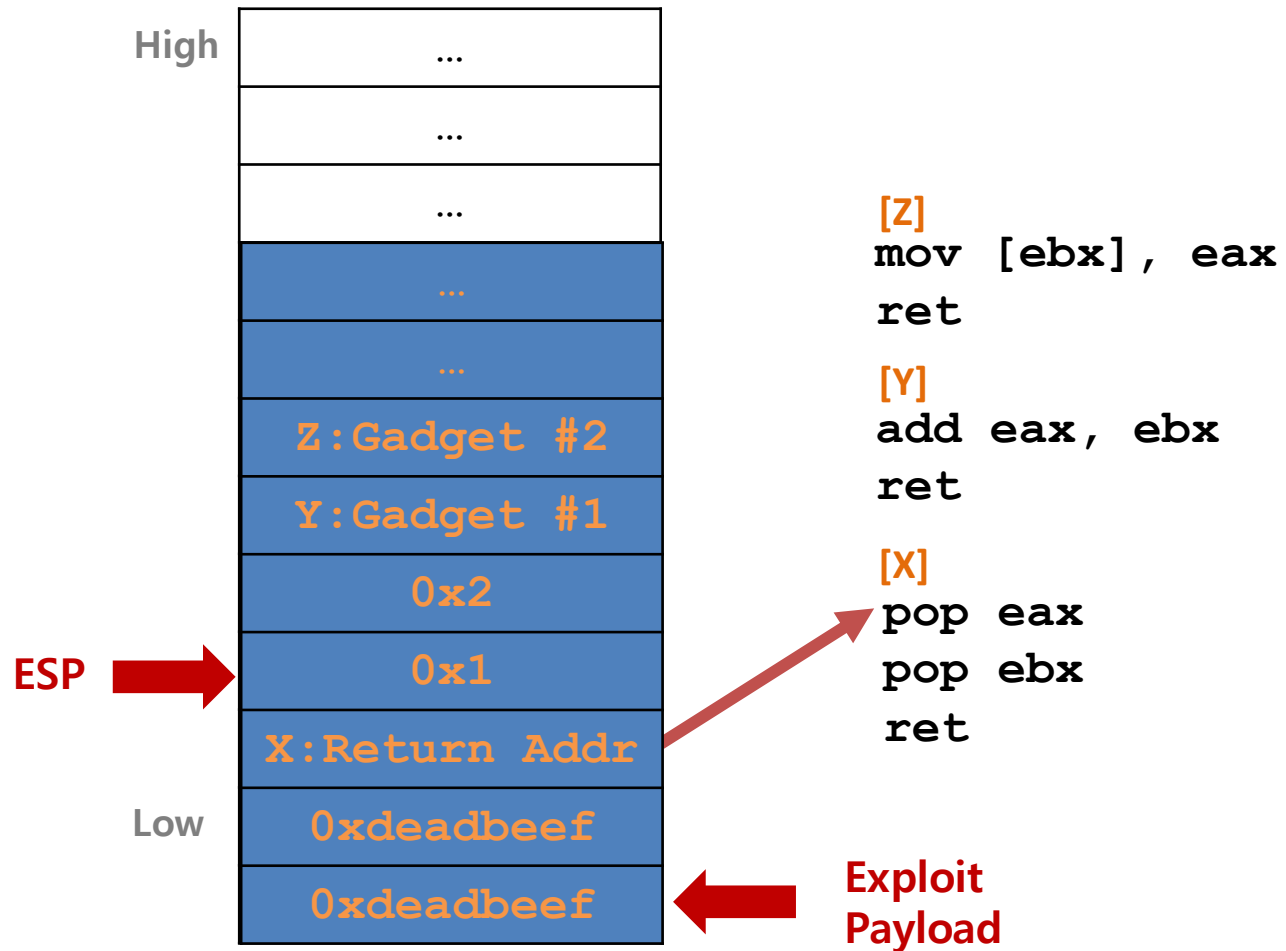 High
...
...
...
...
...
Z:Gadget #2
Y:Gadget #1
0x2
ESP
0x1
X:Return Addr
Low
0xdeadbeef
0xdeadbeef
Exploit
Payload
[Z]
mov [ebx], eax
ret
[Y]
add eax, ebx
ret
[X]
pop eax
pop ebx
ret